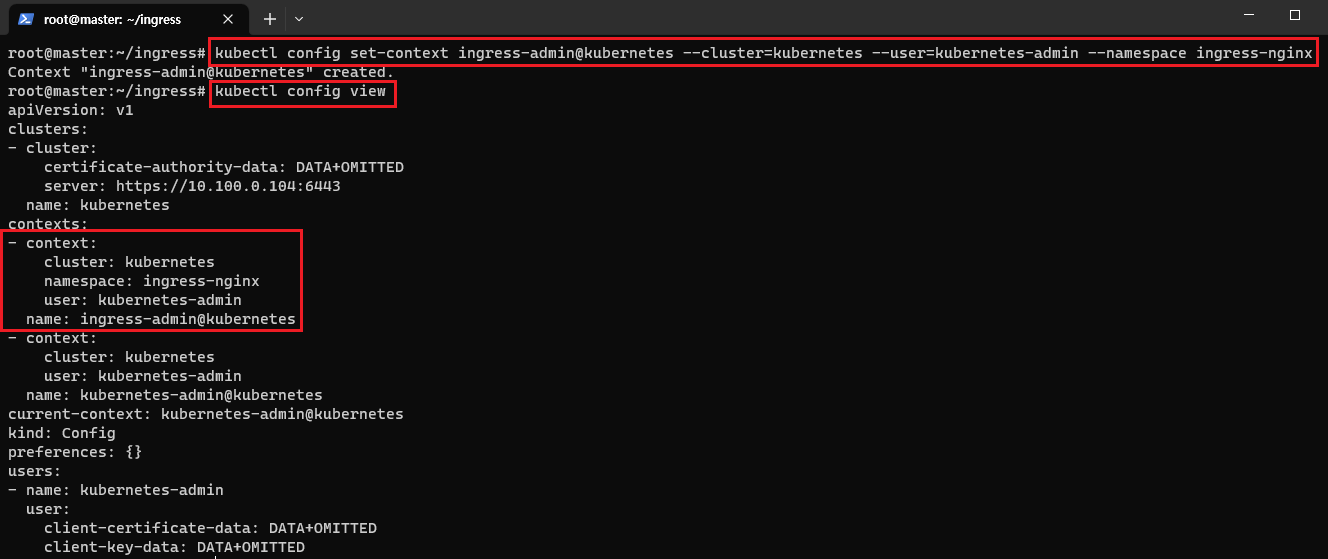 root@master: ~/ingress
root@master:~/ingress# kubectl config set-context ingress-admin@kubernetes --cluster=kubernetes --user=kubernetes-admin --namespace ingress-nginx
Context "ingress-admin@kubernetes" created.
root@master:~/ingress# kubectl config view
apiVersion: v1
clusters:
- cluster:
    certificate-authority-data: DATA+OMITTED
    server: https://10.100.0.104:6443
  name: kubernetes
contexts:
- context:
    cluster: kubernetes
    namespace: ingress-nginx
    user: kubernetes-admin
  name: ingress-admin@kubernetes
- context:
    cluster: kubernetes
    user: kubernetes-admin
  name: kubernetes-admin@kubernetes
current-context: kubernetes-admin@kubernetes
kind: Config
preferences: {}
users:
- name: kubernetes-admin
  user:
    client-certificate-data: DATA+OMITTED
    client-key-data: DATA+OMITTED